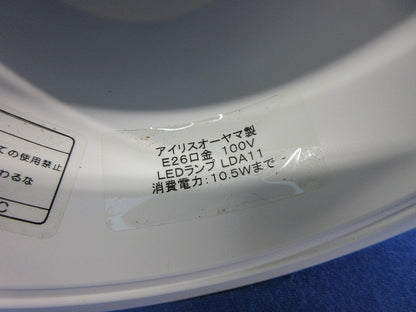 ての使用禁止
わるな
C
アイリスオーヤマ製
E26口金 100V
LEDランプ LDA11
消費電力:10.5Wまで